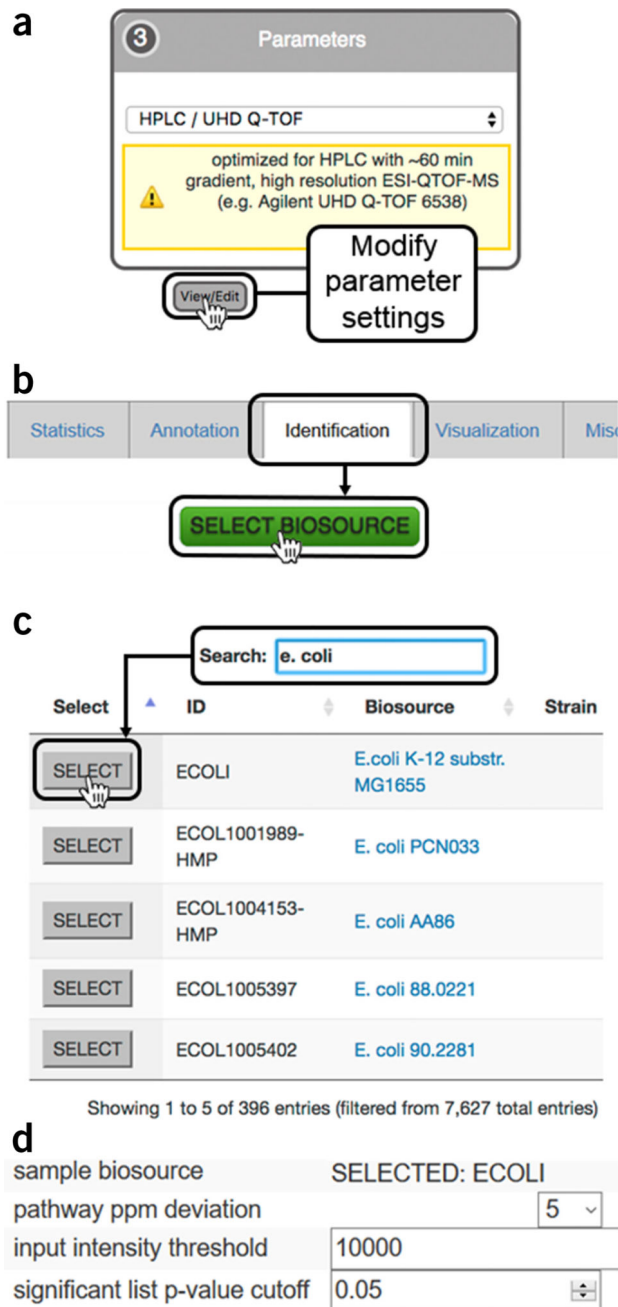 a
3 Parameters
HPLC / UHD Q-TOF
optimized for HPLC with ~60 min
gradient, high resolution ESI-QTOF-MS
(e.g. Agilent UHD Q-TOF 6538)
View/Edit
Modify
parameter
settings
b
Statistics Annotation Identification Visualization Misc
SELECT BIOSOURCE
c
Search: e. coli
Select ID Biosource Strain
SELECT ECOLI E.coli K-12 substr.
MG1655
SELECT ECOL1001989-
HMP E. coli PCN033
SELECT ECOL1004153-
HMP E. coli AA86
SELECT ECOL1005397 E. coli 88.0221
SELECT ECOL1005402 E. coli 90.2281
Showing 1 to 5 of 396 entries (filtered from 7,627 total entries)
d
sample biosource SELECTED: ECOLI
pathway ppm deviation 5
input intensity threshold 10000
significant list p-value cutoff 0.05